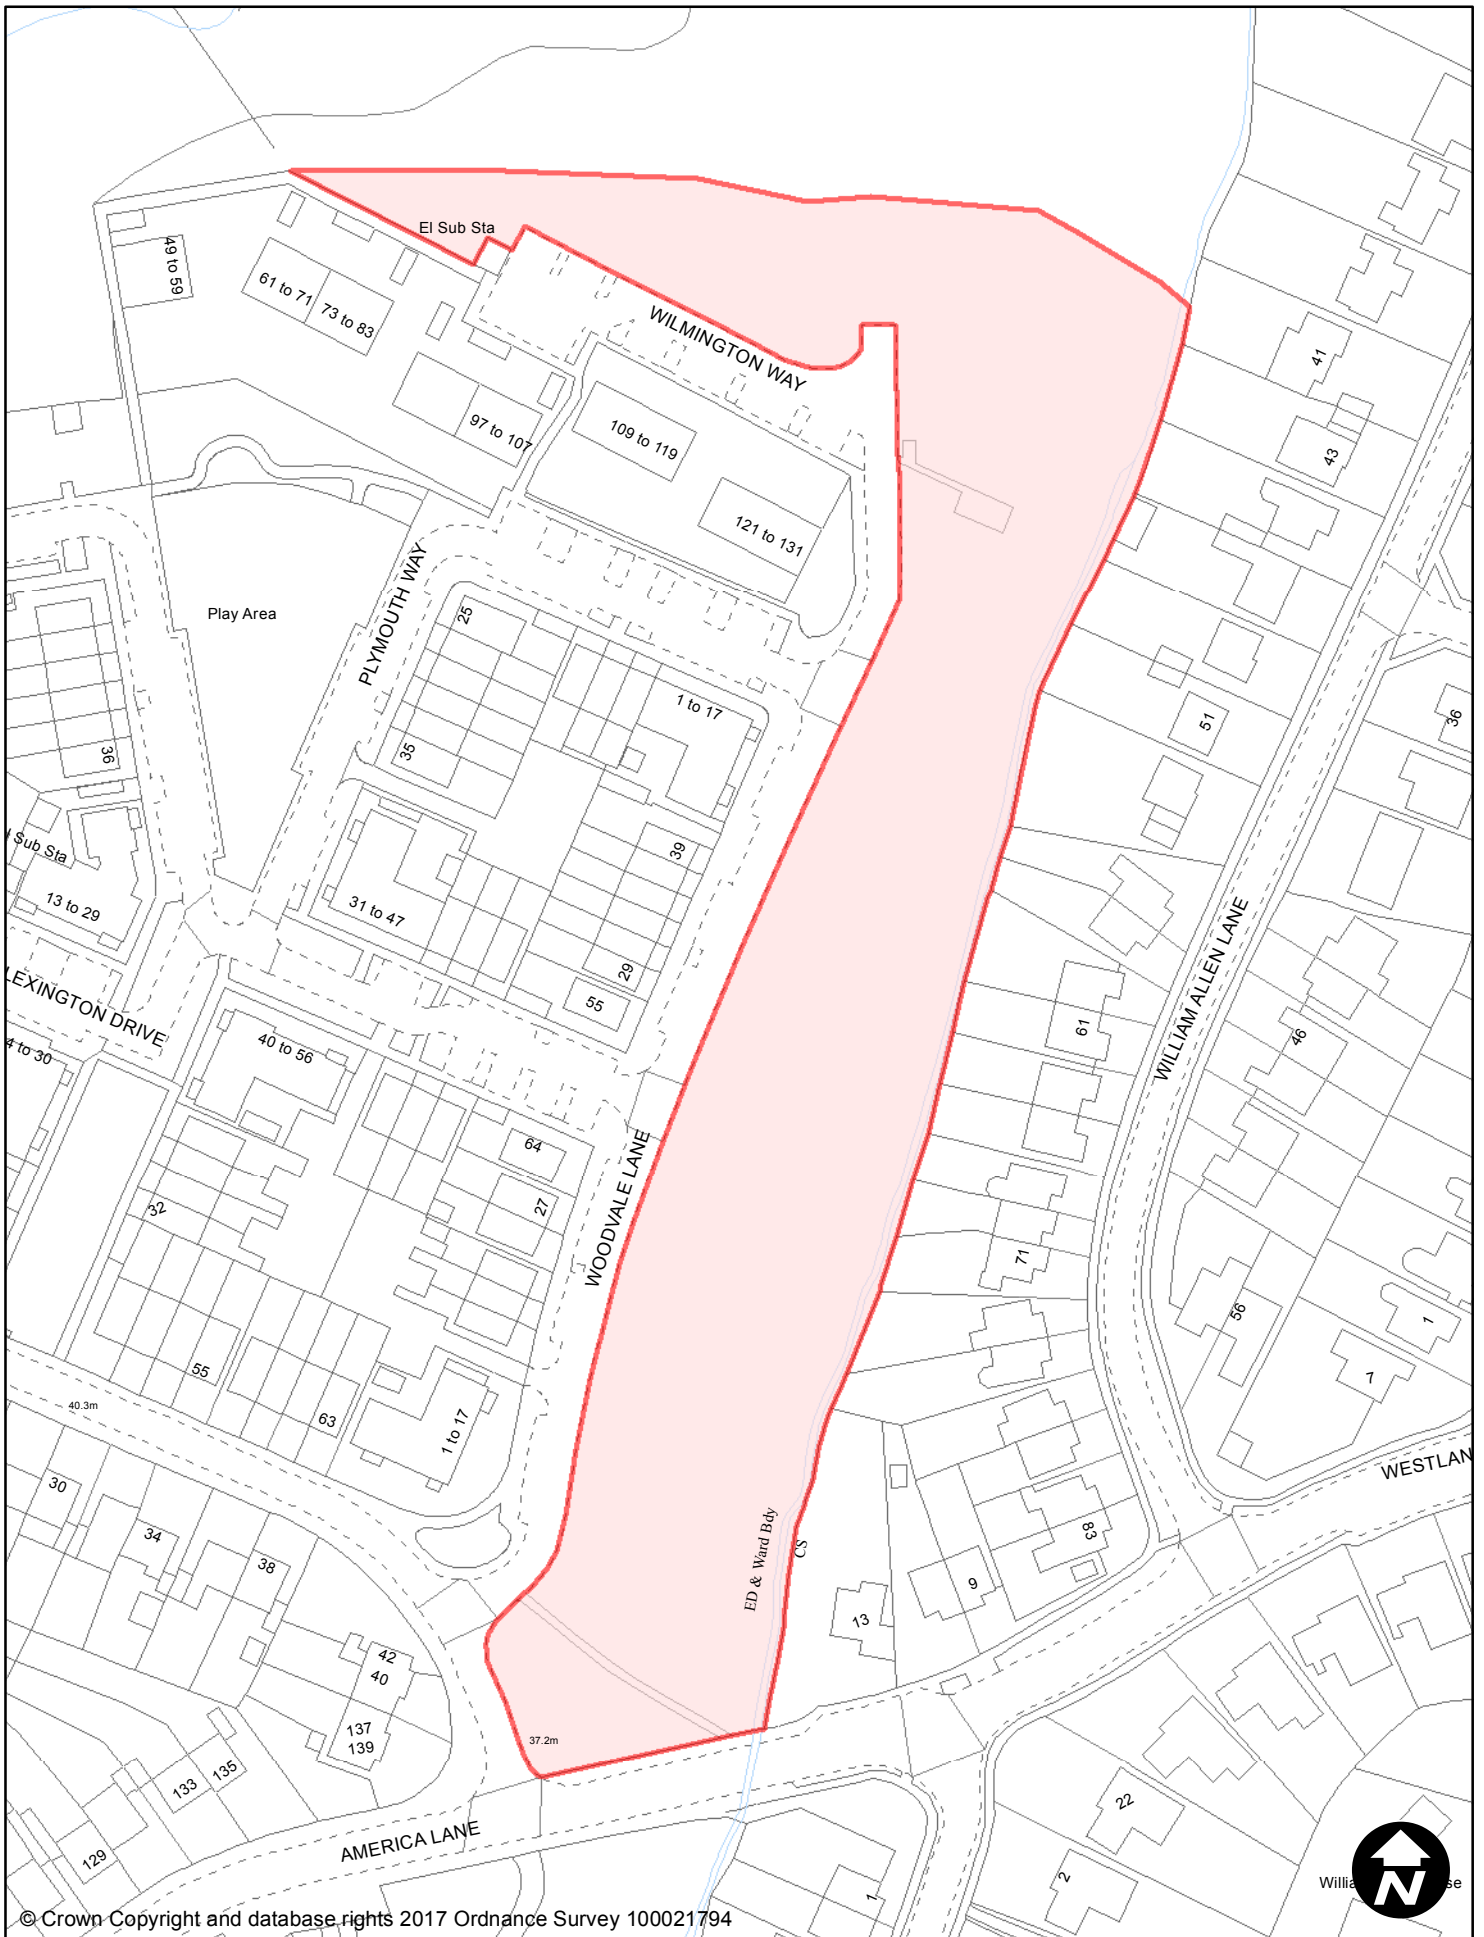 El Sub Sta
49 to 59
61 to 71
73 to 83
WILMINGTON WAY
41
97 to 107
109 to 119
43
121 to 131
PLYMOUTH WAY
Play Area
25
1 to 17
51
36
36
35
39
Sub Sta
13 to 29
31 to 47
29
55
WILLIAM ALLEN LANE
LEXINGTON DRIVE
61
46
4 to 30
40 to 56
64
27
WOODVALE LANE
32
71
56
1
7
55
40.3m
63
1 to 17
WESTLAN
30
34
38
ED & Ward Bdy
CS
83
9
13
42
40
137
139
37.2m
133
135
129
AMERICA LANE
22
2
1
N
© Crown Copyright and database rights 2017 Ordnance Survey 100021794